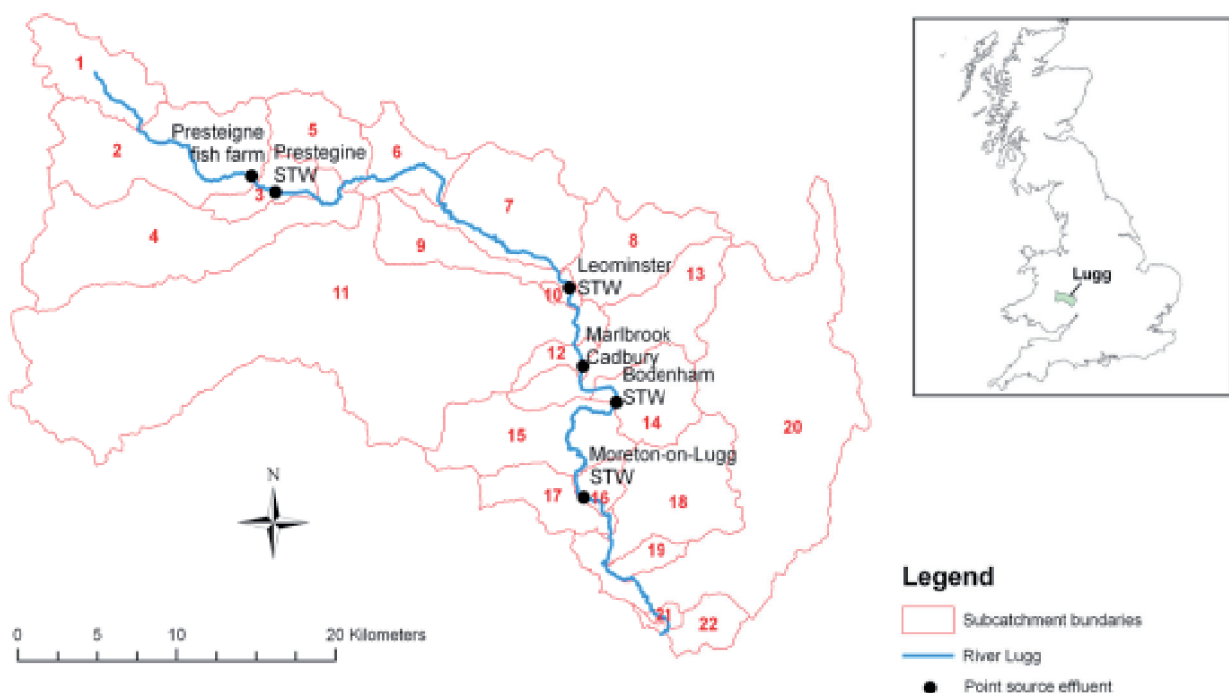 1
2
Presteigne
fish farm
5
Prestegine
STW
6
3
4
7
8
9
13
Leominster
STW
10
11
Marlbrook
Cadbury
12
Bodenham
STW
14
15
20
Moreton-on-Lugg
STW
17
16
18
19
21
22
N
0 5 10 20 Kilometers
Lugg
Legend
Subcatchment bundaries
River Lugg
Point source effluent